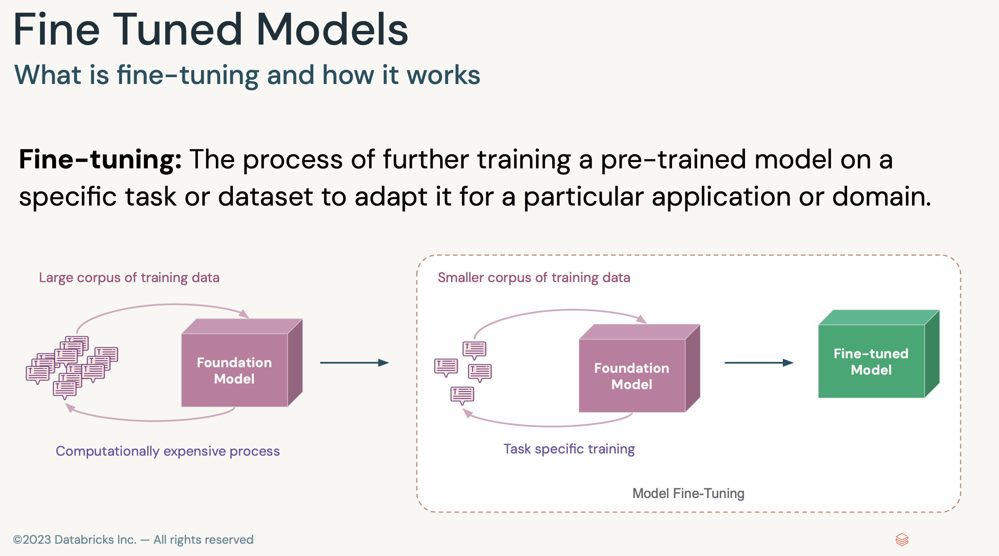 Fine Tuned Models
What is fine-tuning and how it works
Fine-tuning: The process of further training a pre-trained model on a
specific task or dataset to adapt it for a particular application or domain.
Large corpus of training data
Foundation
Model
Computationally expensive process
Smaller corpus of training data
Foundation
Model
Task specific training
Fine-tuned
Model
Model Fine-Tuning
©2023 Databricks Inc. — All rights reserved